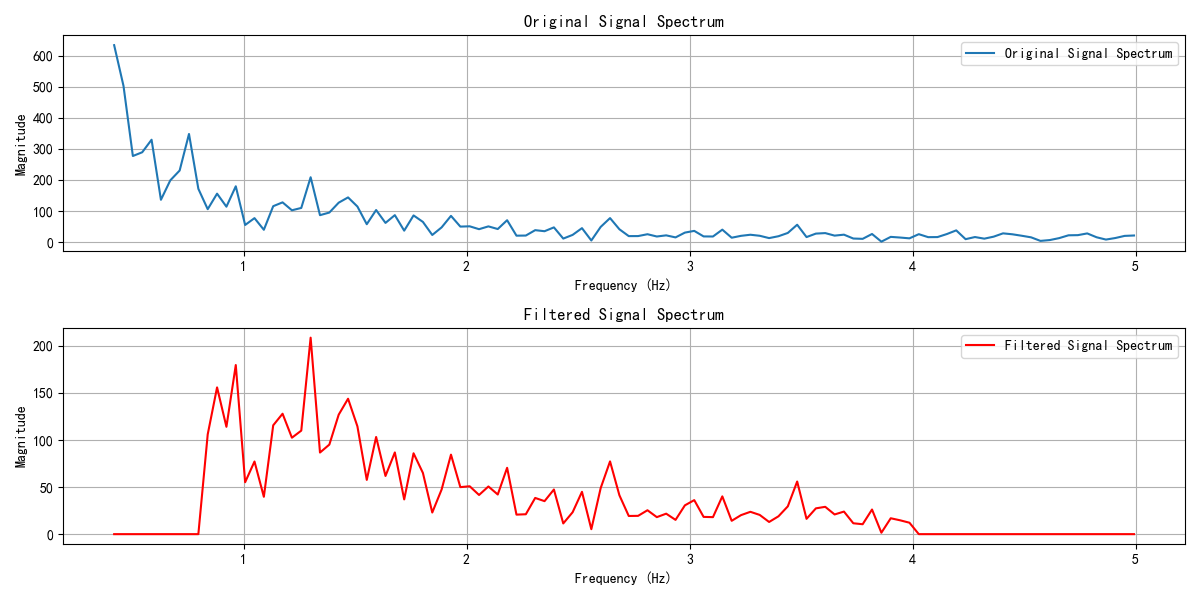 Original Signal Spectrum
Magnitude
600
500
400
300
200
100
0
Original Signal Spectrum
1
2
3
4
5
Frequency (Hz)
Filtered Signal Spectrum
Magnitude
200
150
100
50
0
Filtered Signal Spectrum
1
2
3
4
5
Frequency (Hz)